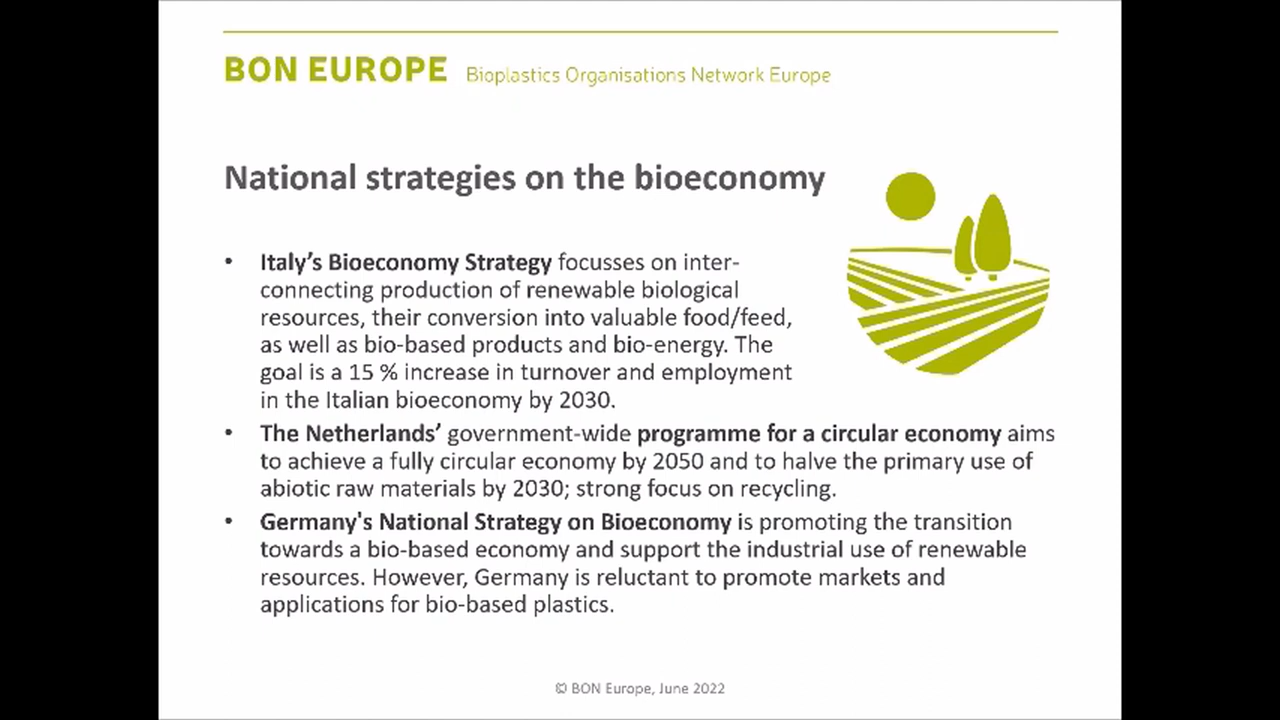 BON EUROPE Bioplastics Organisations Network Europe
National strategies on the bioeconomy
• Italy’s Bioeconomy Strategy focusses on inter-
connecting production of renewable biological
resources, their conversion into valuable food/feed,
as well as bio-based products and bio-energy. The
goal is a 15 % increase in turnover and employment
in the Italian bioeconomy by 2030.
• The Netherlands’ government-wide programme for a circular economy aims
to achieve a fully circular economy by 2050 and to halve the primary use of
abiotic raw materials by 2030; strong focus on recycling.
• Germany's National Strategy on Bioeconomy is promoting the transition
towards a bio-based economy and support the industrial use of renewable
resources. However, Germany is reluctant to promote markets and
applications for bio-based plastics.
© BON Europe, June 2022